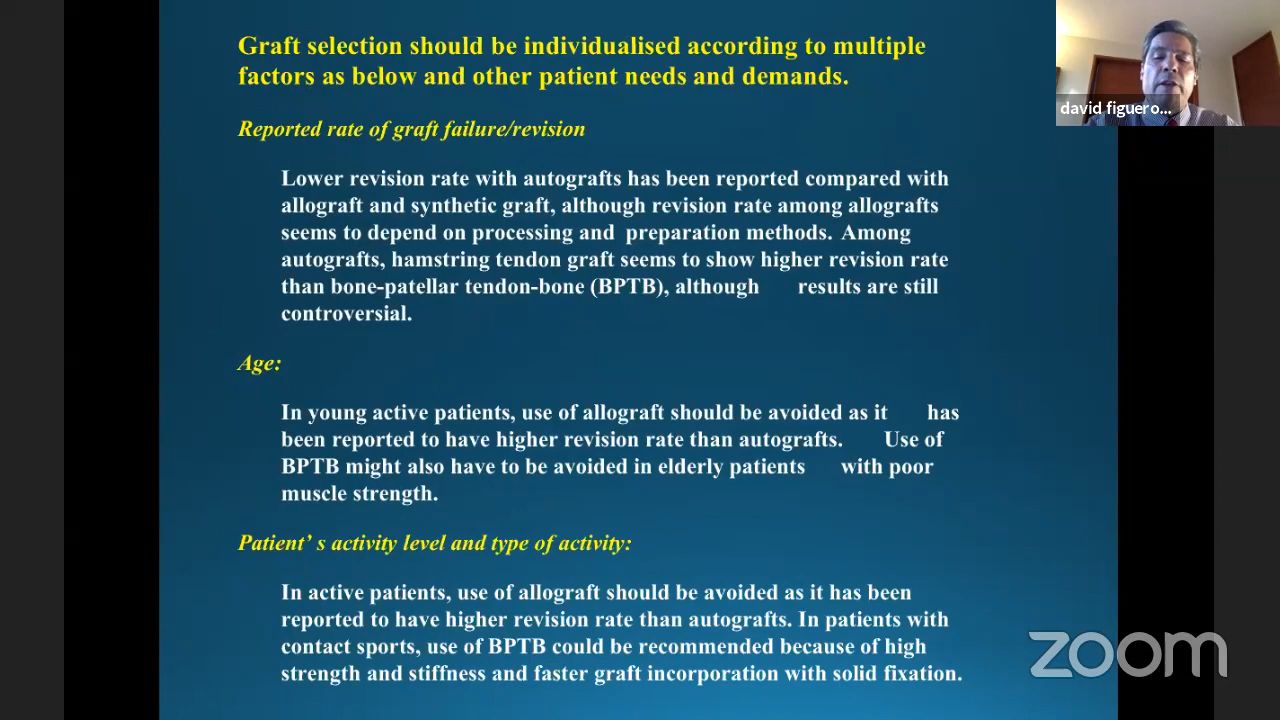 Graft selection should be individualised according to multiple
factors as below and other patient needs and demands.
Reported rate of graft failure/revision
Lower revision rate with autografts has been reported compared with
allograft and synthetic graft, although revision rate among allografts
seems to depend on processing and preparation methods. Among
autografts, hamstring tendon graft seems to show higher revision rate
than bone-patellar tendon-bone (BPTB), although results are still
controversial.
Age:
In young active patients, use of allograft should be avoided as it has
been reported to have higher revision rate than autografts. Use of
BPTB might also have to be avoided in elderly patients with poor
muscle strength.
Patient’ s activity level and type of activity:
In active patients, use of allograft should be avoided as it has been
reported to have higher revision rate than autografts. In patients with
contact sports, use of BPTB could be recommended because of high
strength and stiffness and faster graft incorporation with solid fixation.
david figuero...
zoom